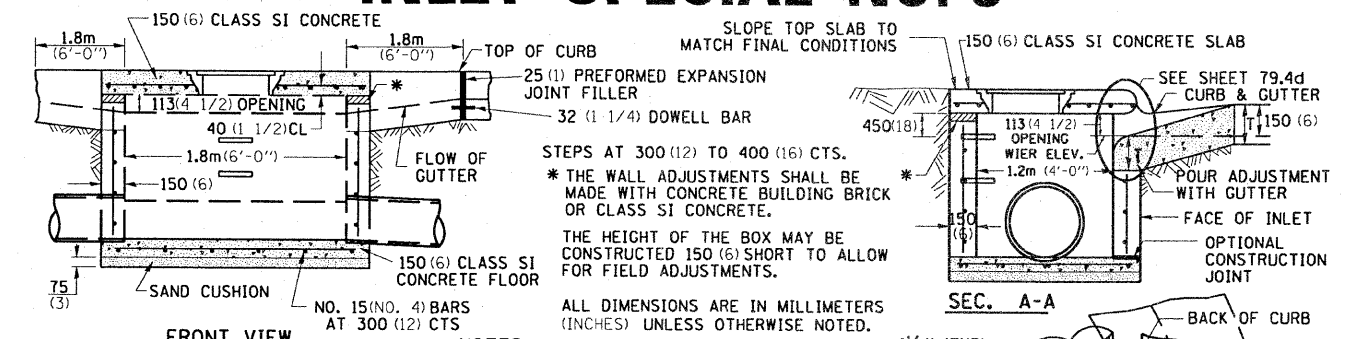 150 (6) CLASS SI CONCRETE
1.8m
(6'-0")
1.8m
(6'-0")
TOP OF CURB
25 (1) PREFORMED EXPANSION
JOINT FILLER
*
113(4 1/2) OPENING
40 (1 1/2)CL
32 (1 1/4) DOWELL BAR
1.8m(6'-0")
FLOW OF
GUTTER
150 (6)
150 (6) CLASS SI
CONCRETE FLOOR
75
(3)
SAND CUSHION
NO. 15(NO. 4) BARS
AT 300 (12) CTS
STEPS AT 300 (12) TO 400 (16) CTS.
* THE WALL ADJUSTMENTS SHALL BE
MADE WITH CONCRETE BUILDING BRICK
OR CLASS SI CONCRETE.
THE HEIGHT OF THE BOX MAY BE
CONSTRUCTED 150 (6) SHORT TO ALLOW
FOR FIELD ADJUSTMENTS.
ALL DIMENSIONS ARE IN MILLIMETERS
(INCHES) UNLESS OTHERWISE NOTED.
SLOPE TOP SLAB TO
MATCH FINAL CONDITIONS
150 (6) CLASS SI CONCRETE SLAB
SEE SHEET 79.4d
CURB & GUTTER
450(18)
113 (4 1/2)
OPENING
WIER ELEV.
T
150 (6)
*
1.2m (4'-0")
POUR ADJUSTMENT
WITH GUTTER
150
(6)
FACE OF INLET
OPTIONAL
CONSTRUCTION
JOINT
SEC. A-A
BACK OF CURB
FRONT VIEW